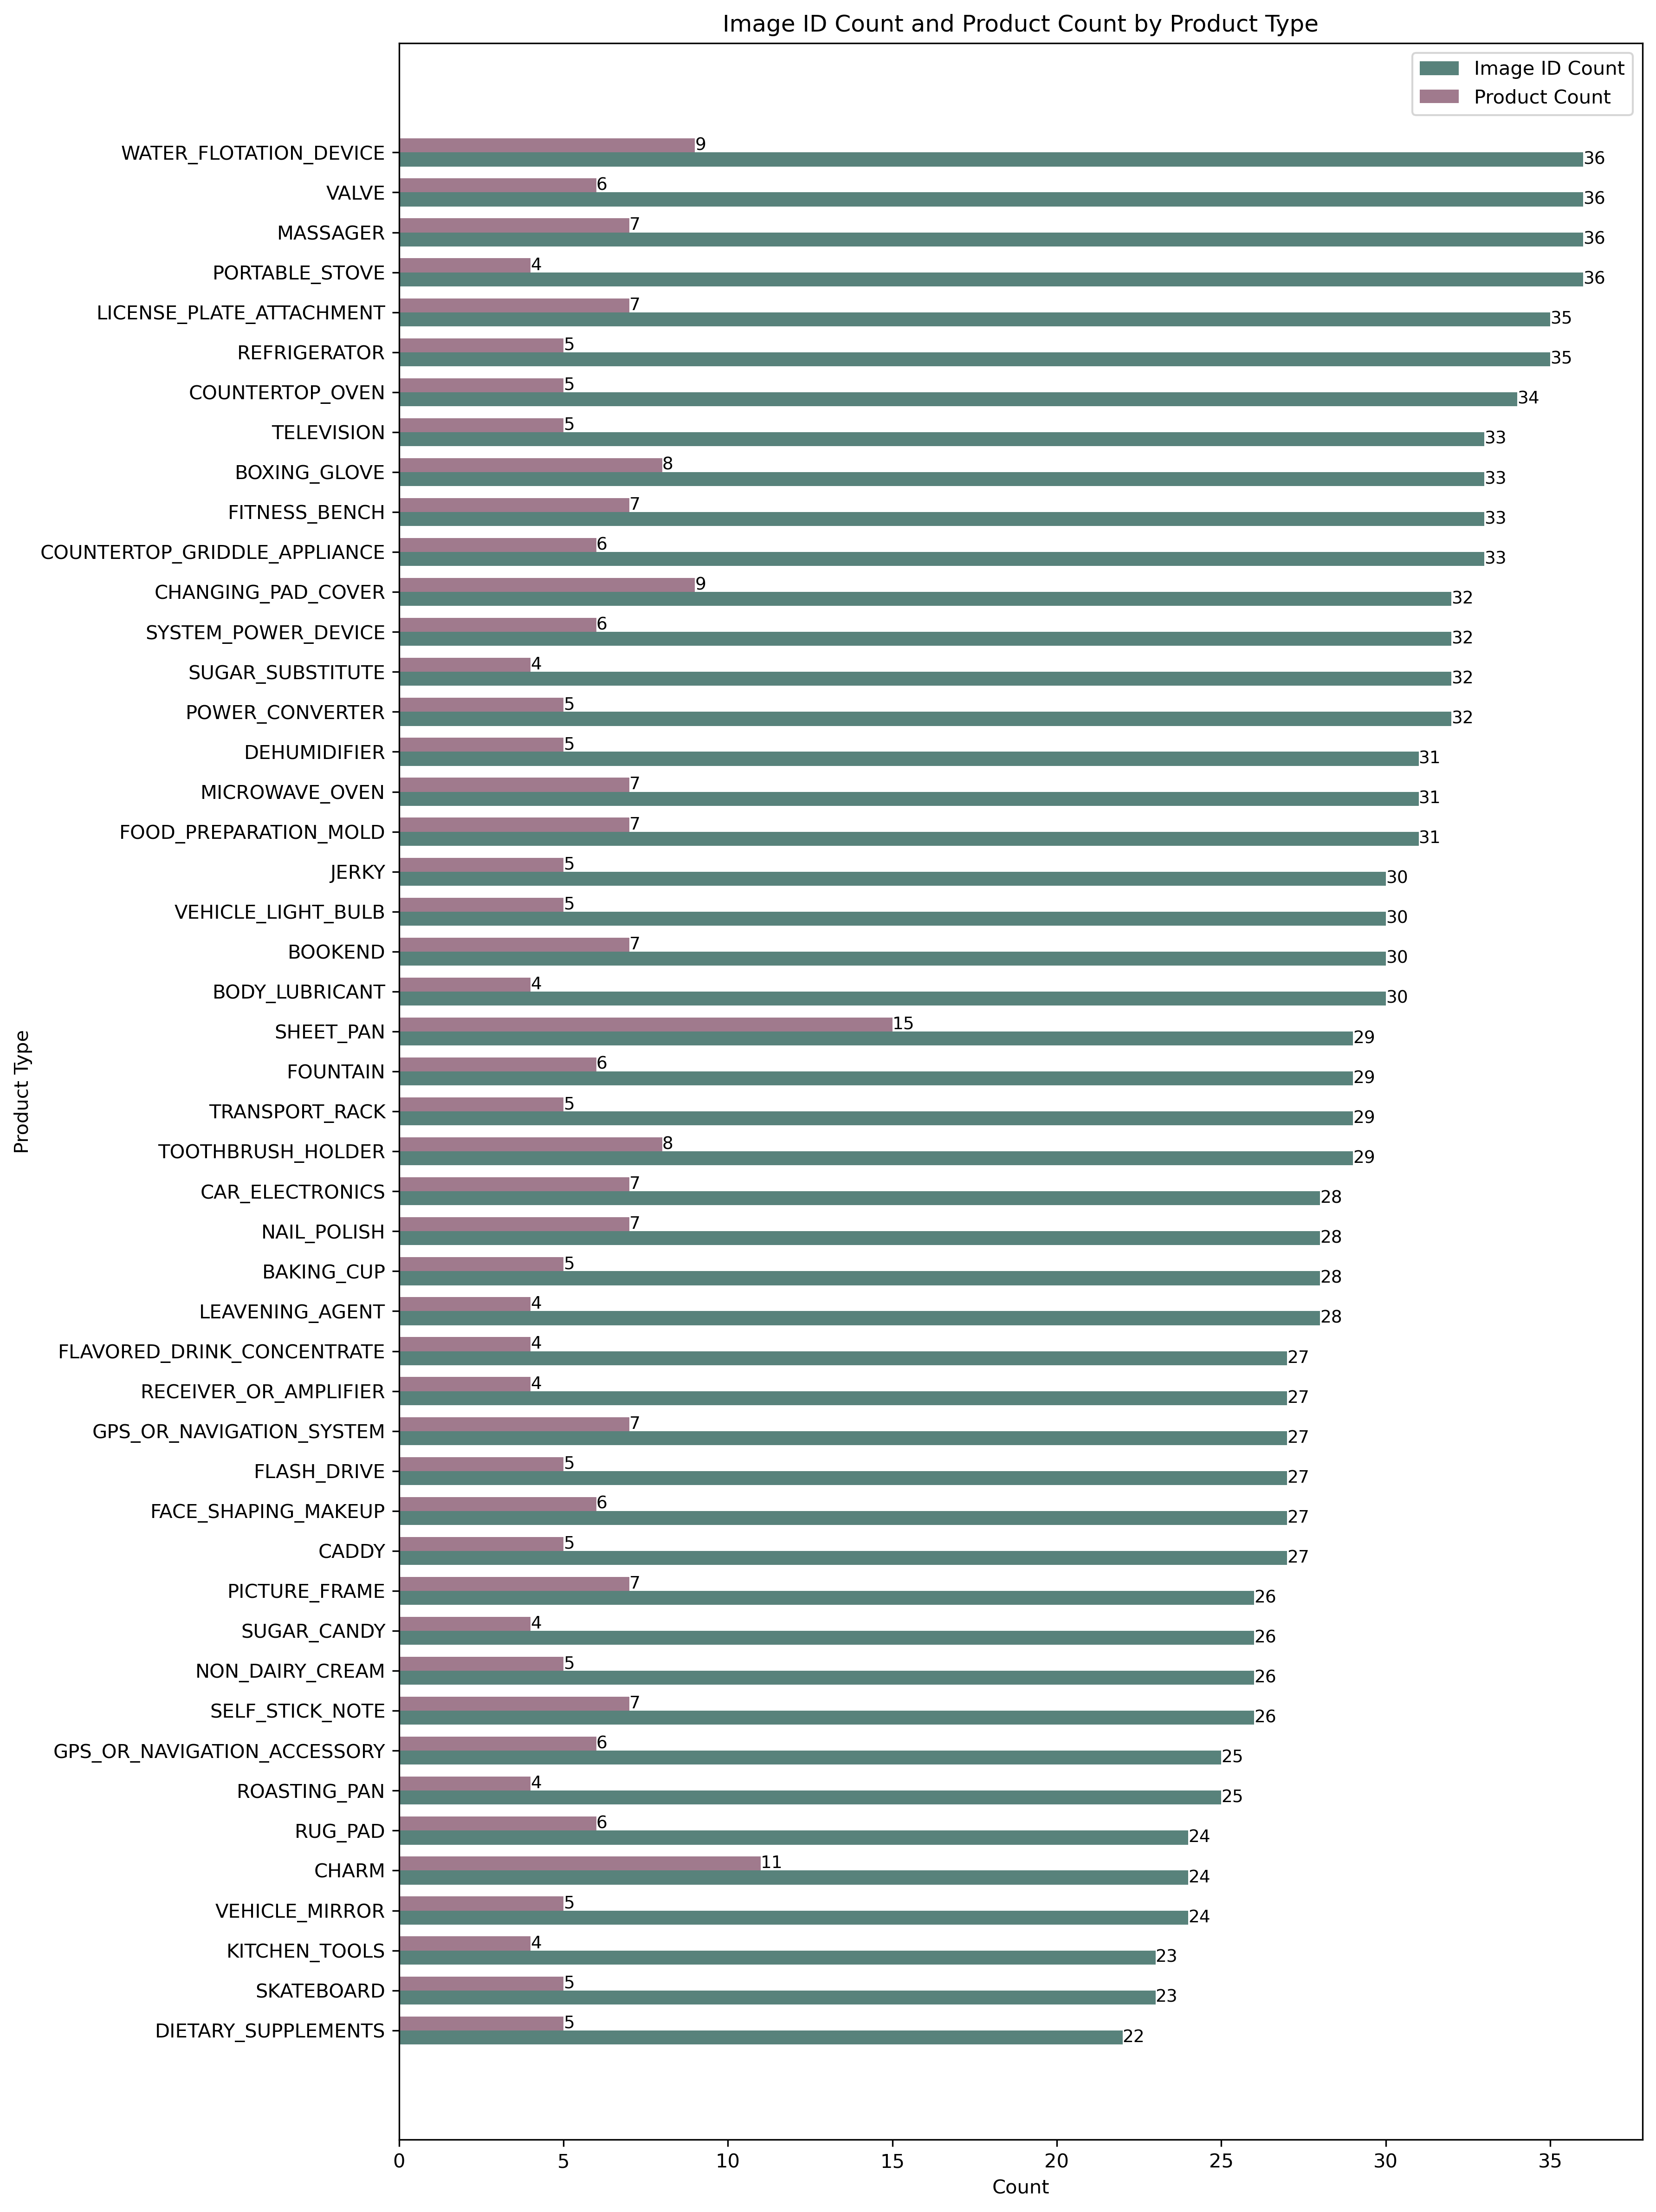 Image ID Count and Product Count by Product Type
Image ID Count
Product Count
WATER_FLOTATION_DEVICE 9 36
VALVE 6 36
MASSAGER 7 36
PORTABLE_STOVE 4 36
LICENSE_PLATE_ATTACHMENT 7 35
REFRIGERATOR 5 35
COUNTERTOP_OVEN 5 34
TELEVISION 5 33
BOXING_GLOVE 8 33
FITNESS_BENCH 7 33
COUNTERTOP_GRIDDLE_APPLIANCE 6 33
CHANGING_PAD_COVER 9 32
SYSTEM_POWER_DEVICE 6 32
SUGAR_SUBSTITUTE 4 32
POWER_CONVERTER 5 32
DEHUMIDIFIER 5 31
MICROWAVE_OVEN 7 31
FOOD_PREPARATION_MOLD 7 31
JERKY 5 30
VEHICLE_LIGHT_BULB 5 30
BOOKEND 7 30
BODY_LUBRICANT 4 30
SHEET_PAN 15 29
FOUNTAIN 6 29
TRANSPORT_RACK 5 29
TOOTHBRUSH_HOLDER 8 29
CAR_ELECTRONICS 7 28
NAIL_POLISH 7 28
BAKING_CUP 5 28
LEAVENING_AGENT 4 28
FLAVORED_DRINK_CONCENTRATE 4 27
RECEIVER_OR_AMPLIFIER 4 27
GPS_OR_NAVIGATION_SYSTEM 7 27
FLASH_DRIVE 5 27
FACE_SHAPING_MAKEUP 6 27
CADDY 5 27
PICTURE_FRAME 7 26
SUGAR_CANDY 4 26
NON_DAIRY_CREAM 5 26
SELF_STICK_NOTE 7 26
GPS_OR_NAVIGATION_ACCESSORY 6 25
ROASTING_PAN 4 25
RUG_PAD 6 24
CHARM 11 24
VEHICLE_MIRROR 5 24
KITCHEN_TOOLS 4 23
SKATEBOARD 5 23
DIETARY_SUPPLEMENTS 5 22
Product Type
0 5 10 15 20 25 30 35
Count